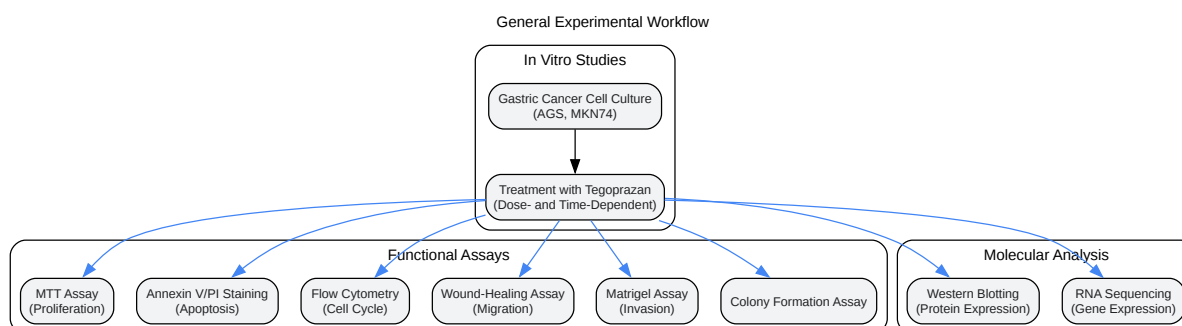 General Experimental Workflow
In Vitro Studies
Gastric Cancer Cell Culture
(AGS, MKN74)
Treatment with Tegoprazan
(Dose- and Time-Dependent)
Functional Assays
MTT Assay
(Proliferation)
Annexin V/PI Staining
(Apoptosis)
Flow Cytometry
(Cell Cycle)
Wound-Healing Assay
(Migration)
Matrigel Assay
(Invasion)
Colony Formation Assay
Molecular Analysis
Western Blotting
(Protein Expression)
RNA Sequencing
(Gene Expression)